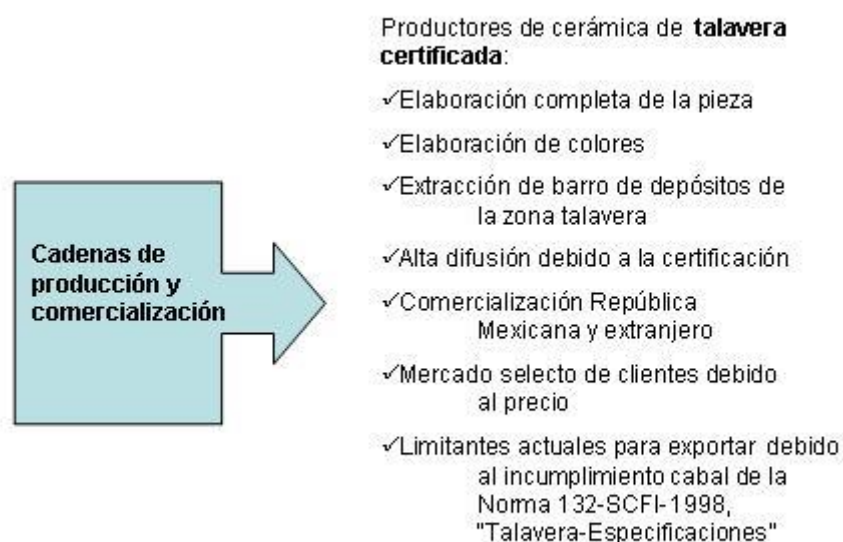 Productores de cerámica de talavera
certificada:
✓Elaboración completa de la pieza
✓Elaboración de colores
✓Extracción de barro de depósitos de
la zona talavera
✓Alta difusión debido a la certificación
✓Comercialización República
Mexicana y extranjero
✓Mercado selecto de clientes debido
al precio
✓Limitantes actuales para exportar debido
al incumplimiento cabal de la
Norma 132-SCFI-1998,
"Talavera-Especificaciones"
Cadenas de
producción y
comercialización